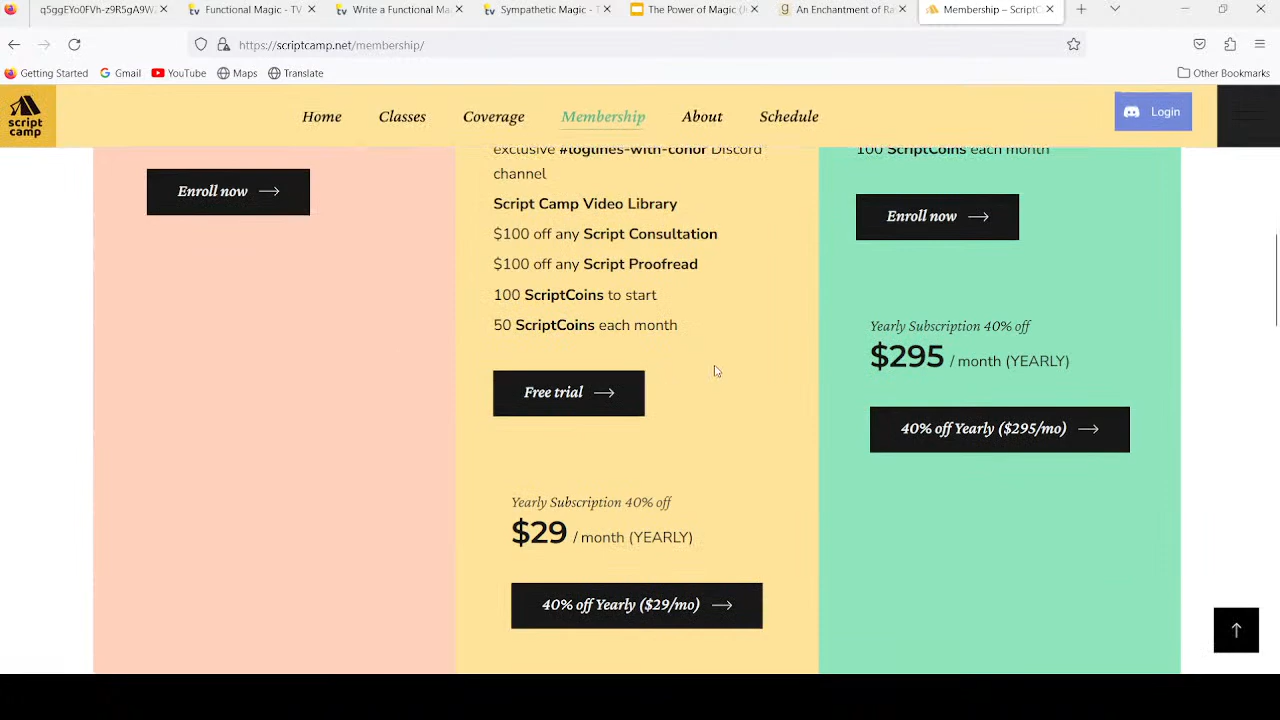 q5ggEYo0FVh-z9R5gA9W
Functional Magic - TV
Write a Functional Ma
Sympathetic Magic - T
The Power of Magic (
An Enchantment of Ra
Membership – ScriptC
https://scriptcamp.net/membership/
Getting Started
Gmail
YouTube
Maps
Translate
Other Bookmarks
script
camp
Home
Classes
Coverage
Membership
About
Schedule
Login
Enroll now
exclusive #loglines-with-conor Discord
channel
Script Camp Video Library
$100 off any Script Consultation
$100 off any Script Proofread
100 ScriptCoins to start
50 ScriptCoins each month
Free trial
Yearly Subscription 40% off
$29 / month (YEARLY)
40% off Yearly ($29/mo)
100 ScriptCoins each month
Enroll now
Yearly Subscription 40% off
$295 / month (YEARLY)
40% off Yearly ($295/mo)